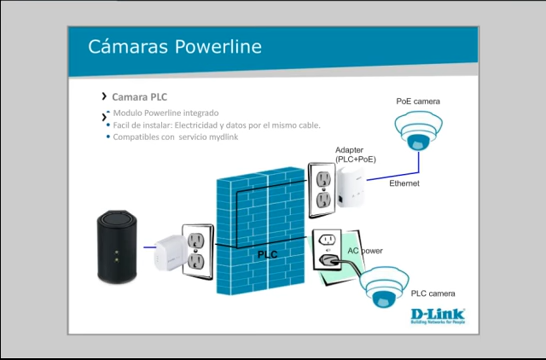 Cámaras Powerline
Camara PLC
Modulo Powerline integrado
Facil de instalar: Electricidad y datos por el mismo cable.
Compatibles con servicio mydlink
PoE camera
Adapter
(PLC+PoE)
Ethernet
PLC
AC power
PLC camera
D-Link
Building Networks for People